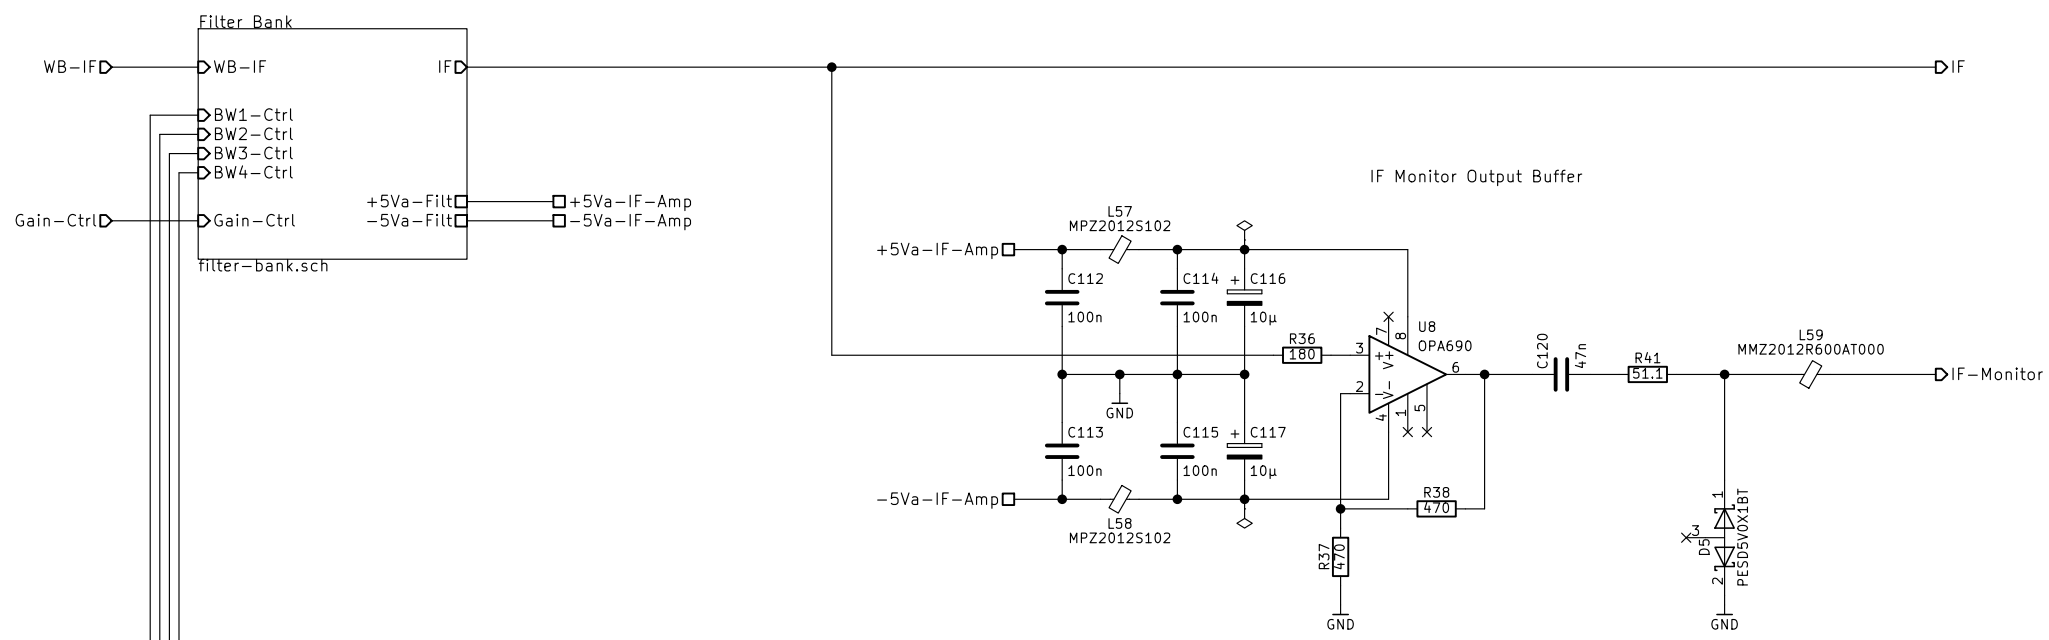 Filter Bank
WB-IF
WB-IF
IF
IF
BW1-Ctrl
BW2-Ctrl
BW3-Ctrl
BW4-Ctrl
IF Monitor Output Buffer
+5Va-Filt
+5Va-IF-Amp
Gain-Ctrl
Gain-Ctrl
-5Va-Filt
-5Va-IF-Amp
filter-bank.sch
L57
MPZ2012S102
+5Va-IF-Amp
C112
100n
C114
100n
+
C116
10µ
R36
180
7
8
U8
OPA690
3
++
V+
2
-
V-
6
4
1
5
C120
47n
R41
51.1
L59
MMZ2012R600AT000
IF-Monitor
GND
C113
100n
C115
100n
+
C117
10µ
-5Va-IF-Amp
L58
MPZ2012S102
R38
470
R37
470
GND
1
3
2
D5
PESD5V0X1BT
GND